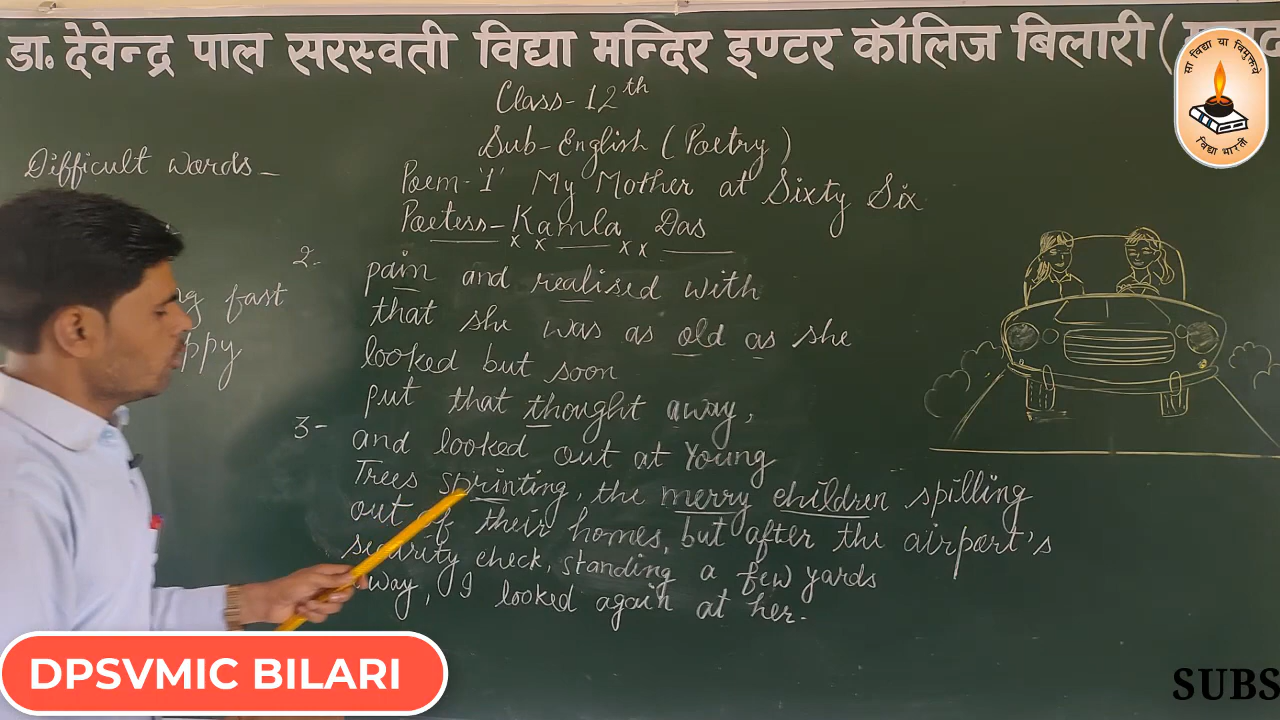 डा. देवेन्द्र पाल सरस्वती विद्या मन्दिर इण्टर कॉलिज बिलारी (
सा विद्या या विमुक्तये
विद्या भारती
Class-12th
Sub-English (Poetry)
Difficult words-
Poem-'1' My Mother at Sixty Six
Poetess-Kamla Das
x x x x
2- pain and realised with
that she was as old as she
fast
looked but soon
put that thought away,
3- and looked out at Young
Trees sprinting, the merry children spilling
out of their homes, but after the airport's
security check, standing a few yards
away, I looked again at her.
DPSVMIC BILARI
SUBS